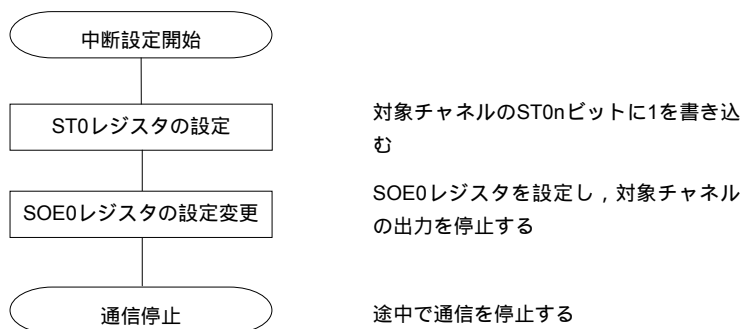 中断設定開始
ST0レジスタの設定
対象チャネルのST0nビットに1を書き込
む
SOE0レジスタの設定変更
SOE0レジスタを設定し，対象チャネル
の出力を停止する
通信停止
途中で通信を停止する